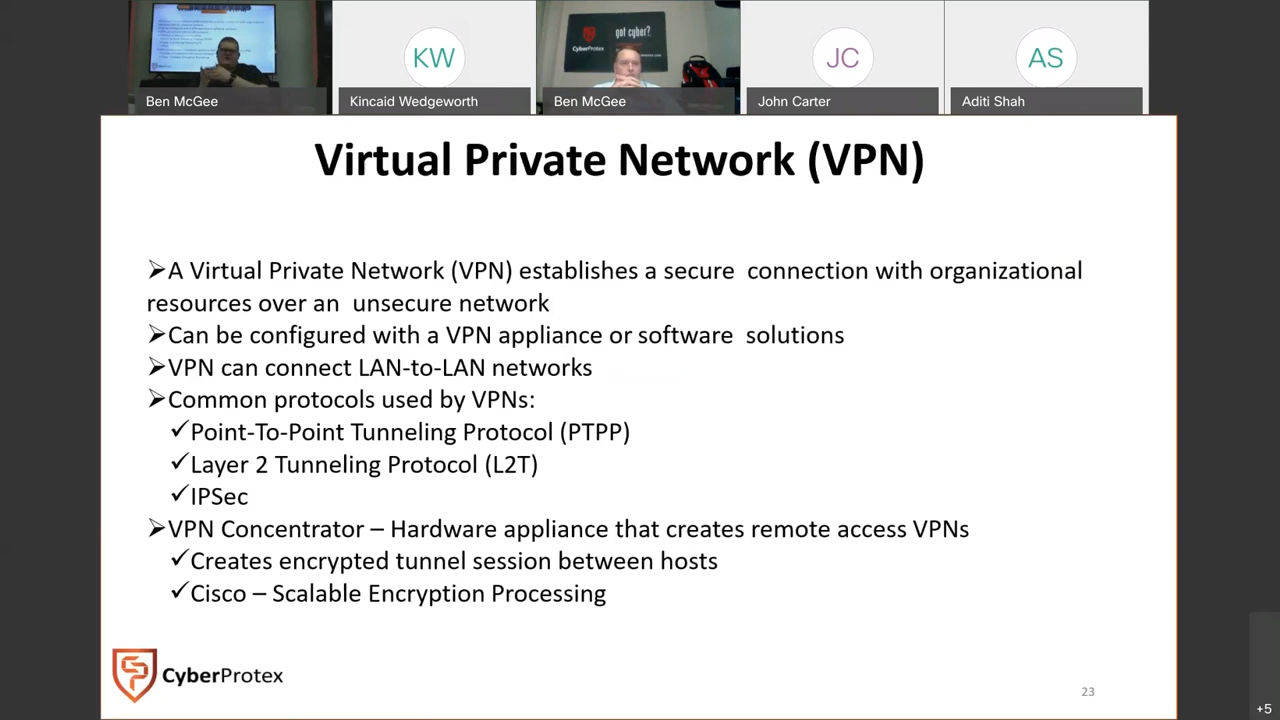 KW
got cyber?
CyberProtex
JC
AS
Ben McGee
Kincaid Wedgeworth
Ben McGee
John Carter
Aditi Shah
Virtual Private Network (VPN)
➢A Virtual Private Network (VPN) establishes a secure  connection with organizational
resources over an  unsecure network
➢Can be configured with a VPN appliance or software  solutions
➢VPN can connect LAN-to-LAN networks
➢Common protocols used by VPNs:
✓Point-To-Point Tunneling Protocol (PTPP)
✓Layer 2 Tunneling Protocol (L2T)
✓IPSec
➢VPN Concentrator – Hardware appliance that creates remote access VPNs
✓Creates encrypted tunnel session between hosts
✓Cisco – Scalable Encryption Processing
CyberProtex
23
+5